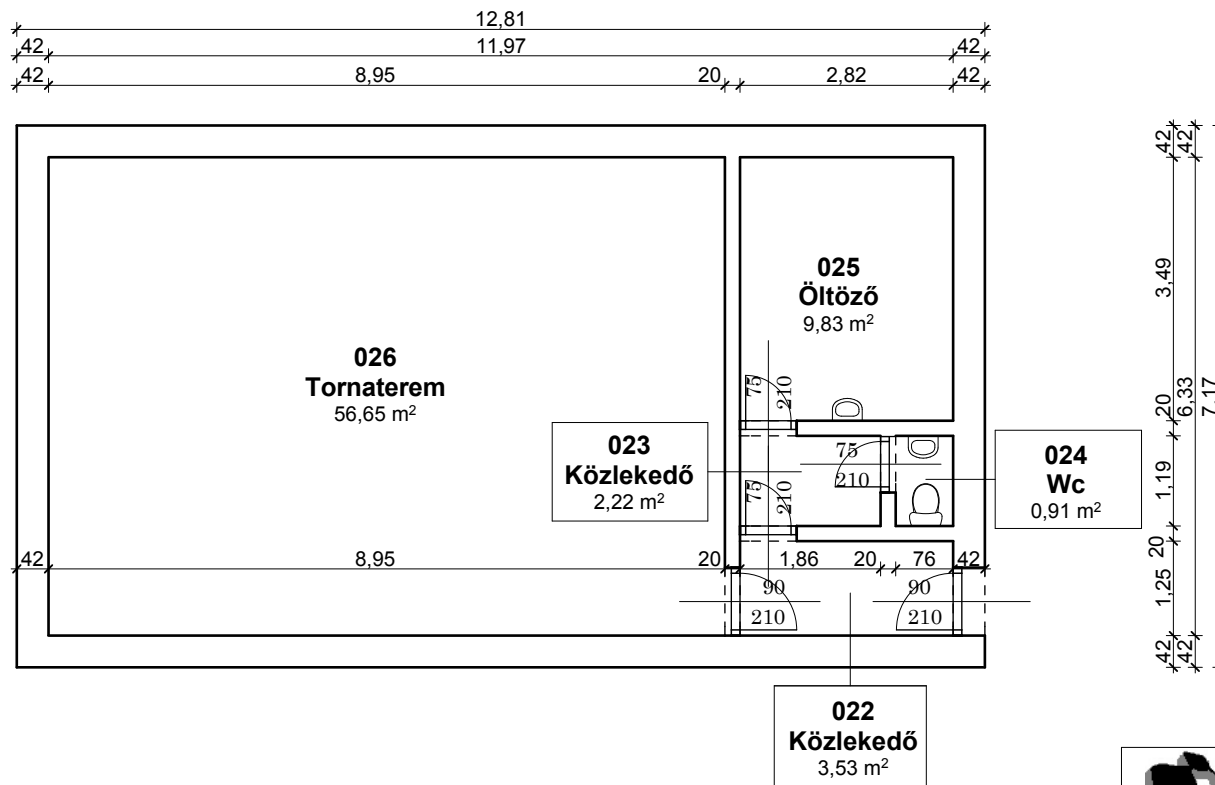 12,81
42 11,97 42
42 8,95 20 2,82 42
026
Tornaterem
56,65 m²
025
Öltöző
9,83 m²
75
210
023
Közlekedő
2,22 m²
75
210
75
210
024
Wc
0,91 m²
42 8,95 20 1,86 20 76 42
90
210
90
210
022
Közlekedő
3,53 m²
42 3,49 20 1,19 20 1,25 42
42 6,33 42
7,17